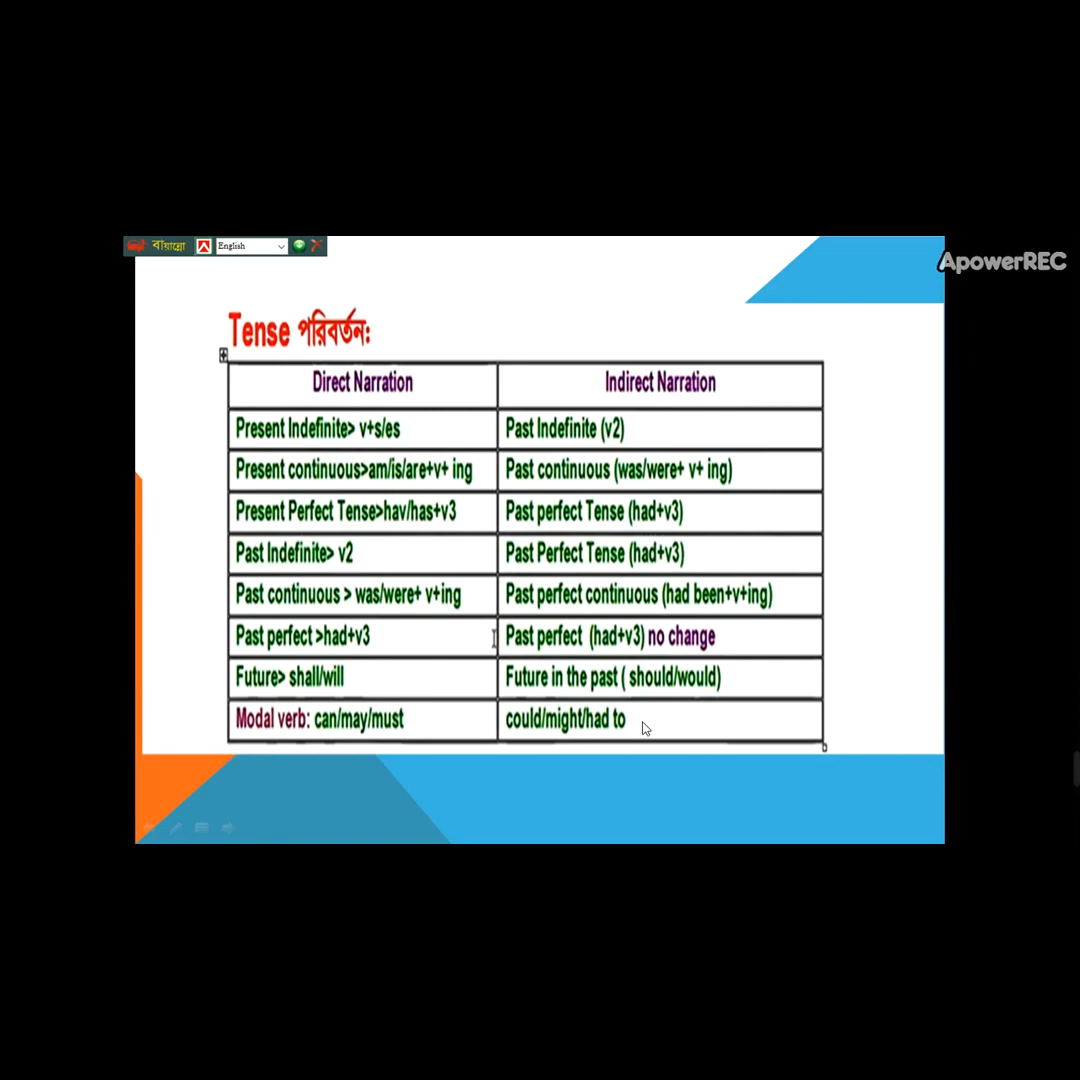 বায়ান্নো English
ApowerREC
Tense পরিবর্তন:
Direct Narration Indirect Narration
Present Indefinite> v+s/es Past Indefinite (v2)
Present continuous>am/is/are+v+ ing Past continuous (was/were+ v+ ing)
Present Perfect Tense>hav/has+v3 Past perfect Tense (had+v3)
Past Indefinite> v2 Past Perfect Tense (had+v3)
Past continuous > was/were+ v+ing Past perfect continuous (had been+v+ing)
Past perfect >had+v3 Past perfect (had+v3) no change
Future> shall/will Future in the past ( should/would)
Modal verb: can/may/must could/might/had to